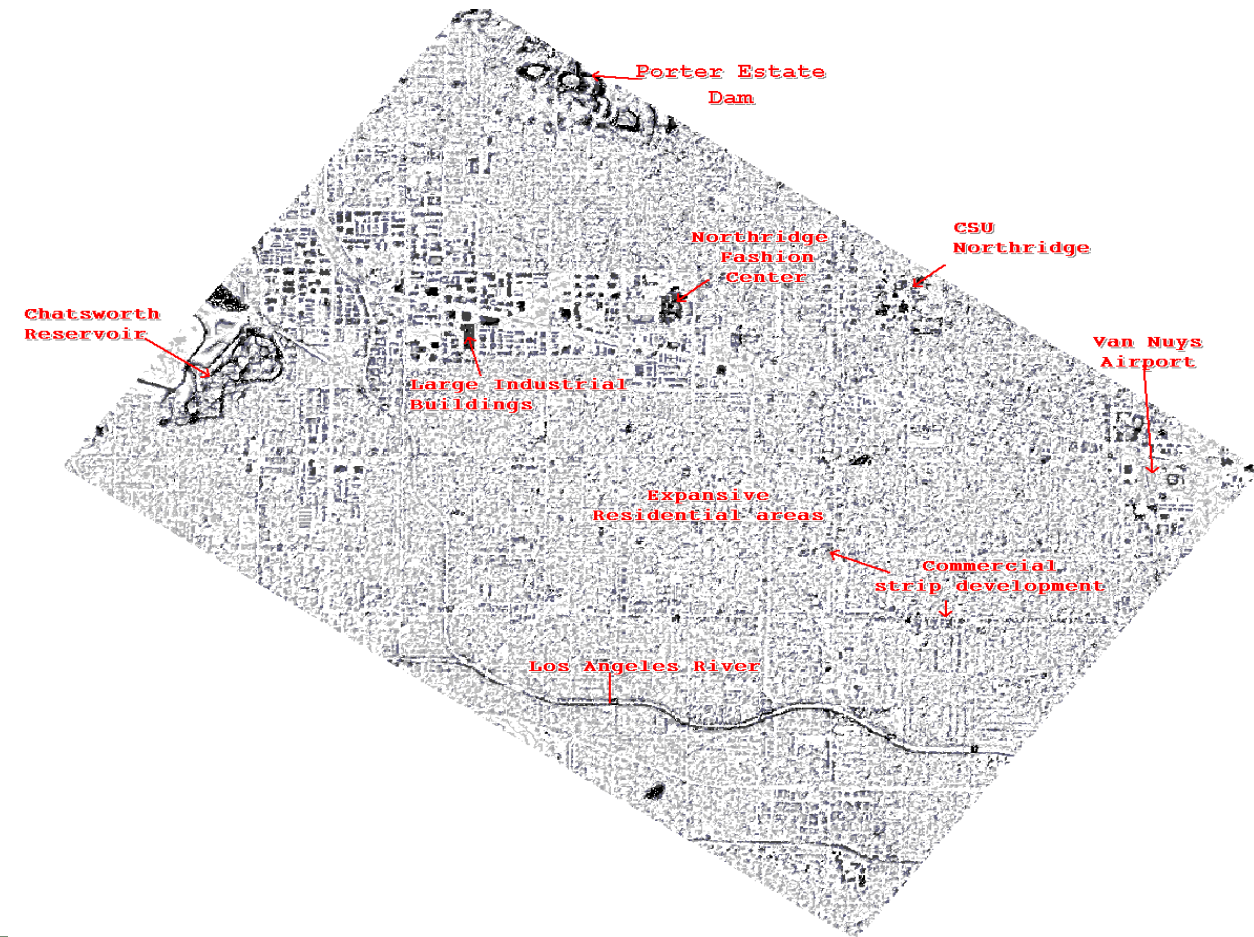 Porter Estate
Dam
CSU
Northridge
Northridge
Fashion
Center
Chatsworth
Reservoir
Van Nuys
Airport
Large Industrial
Buildings
Expansive
Residential areas
Commercial
strip development
Los Angeles River